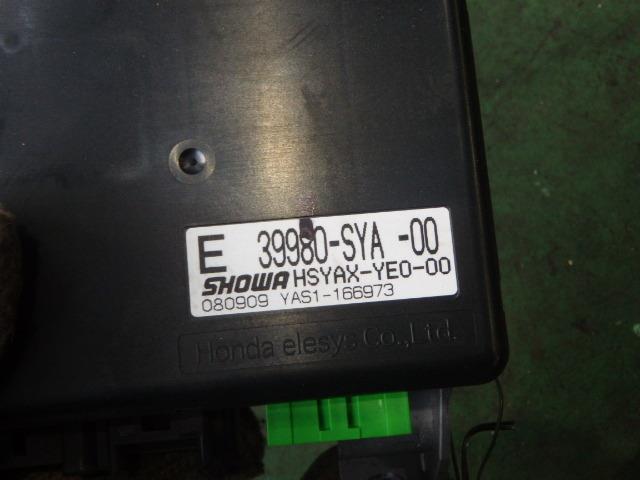 E 39980-SYA -00
SHOWA HSYAX-YE0-00
080909 YAS1-166973
Honda elesys Co.,Ltd.